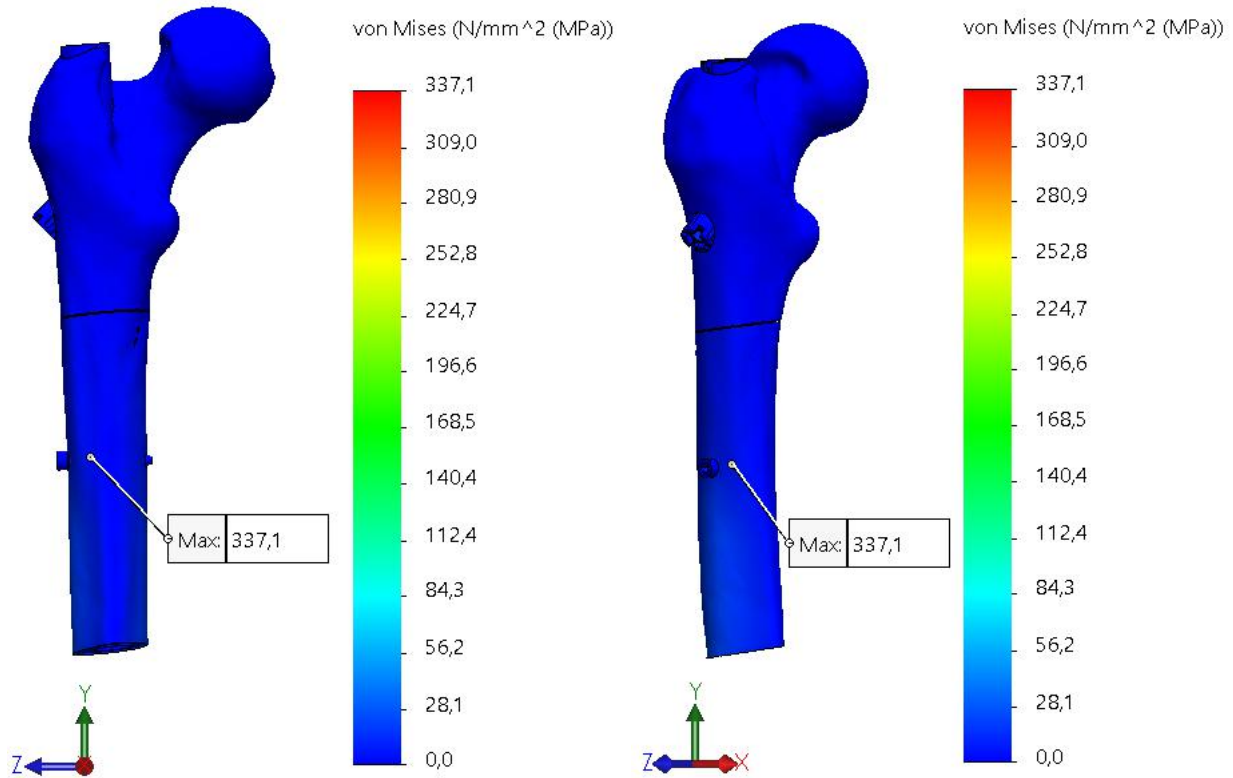 von Mises (N/mm^2 (MPa))
337,1
309,0
280,9
252,8
224,7
196,6
168,5
140,4
112,4
84,3
56,2
28,1
0,0
Max: 337,1
Y
Z
von Mises (N/mm^2 (MPa))
337,1
309,0
280,9
252,8
224,7
196,6
168,5
140,4
112,4
84,3
56,2
28,1
0,0
Max: 337,1
Y
Z
X